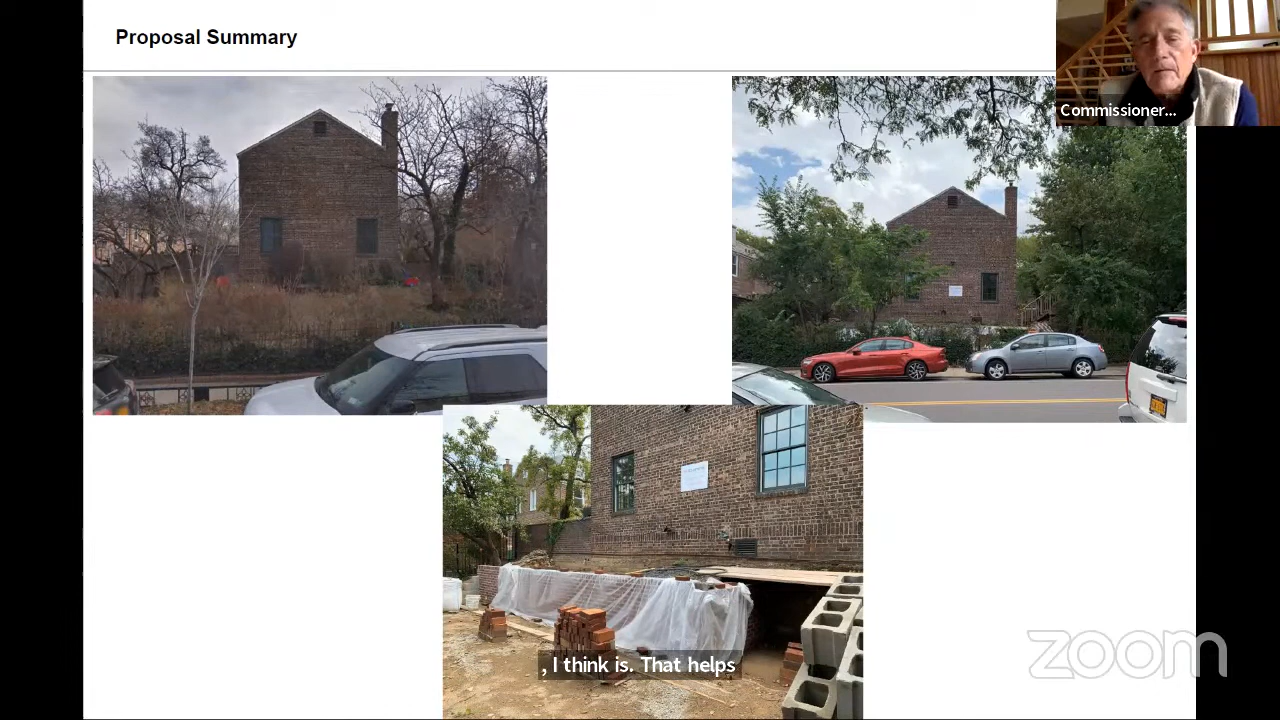 Proposal Summary
Commissioner...
, I think is. That helps
zoom